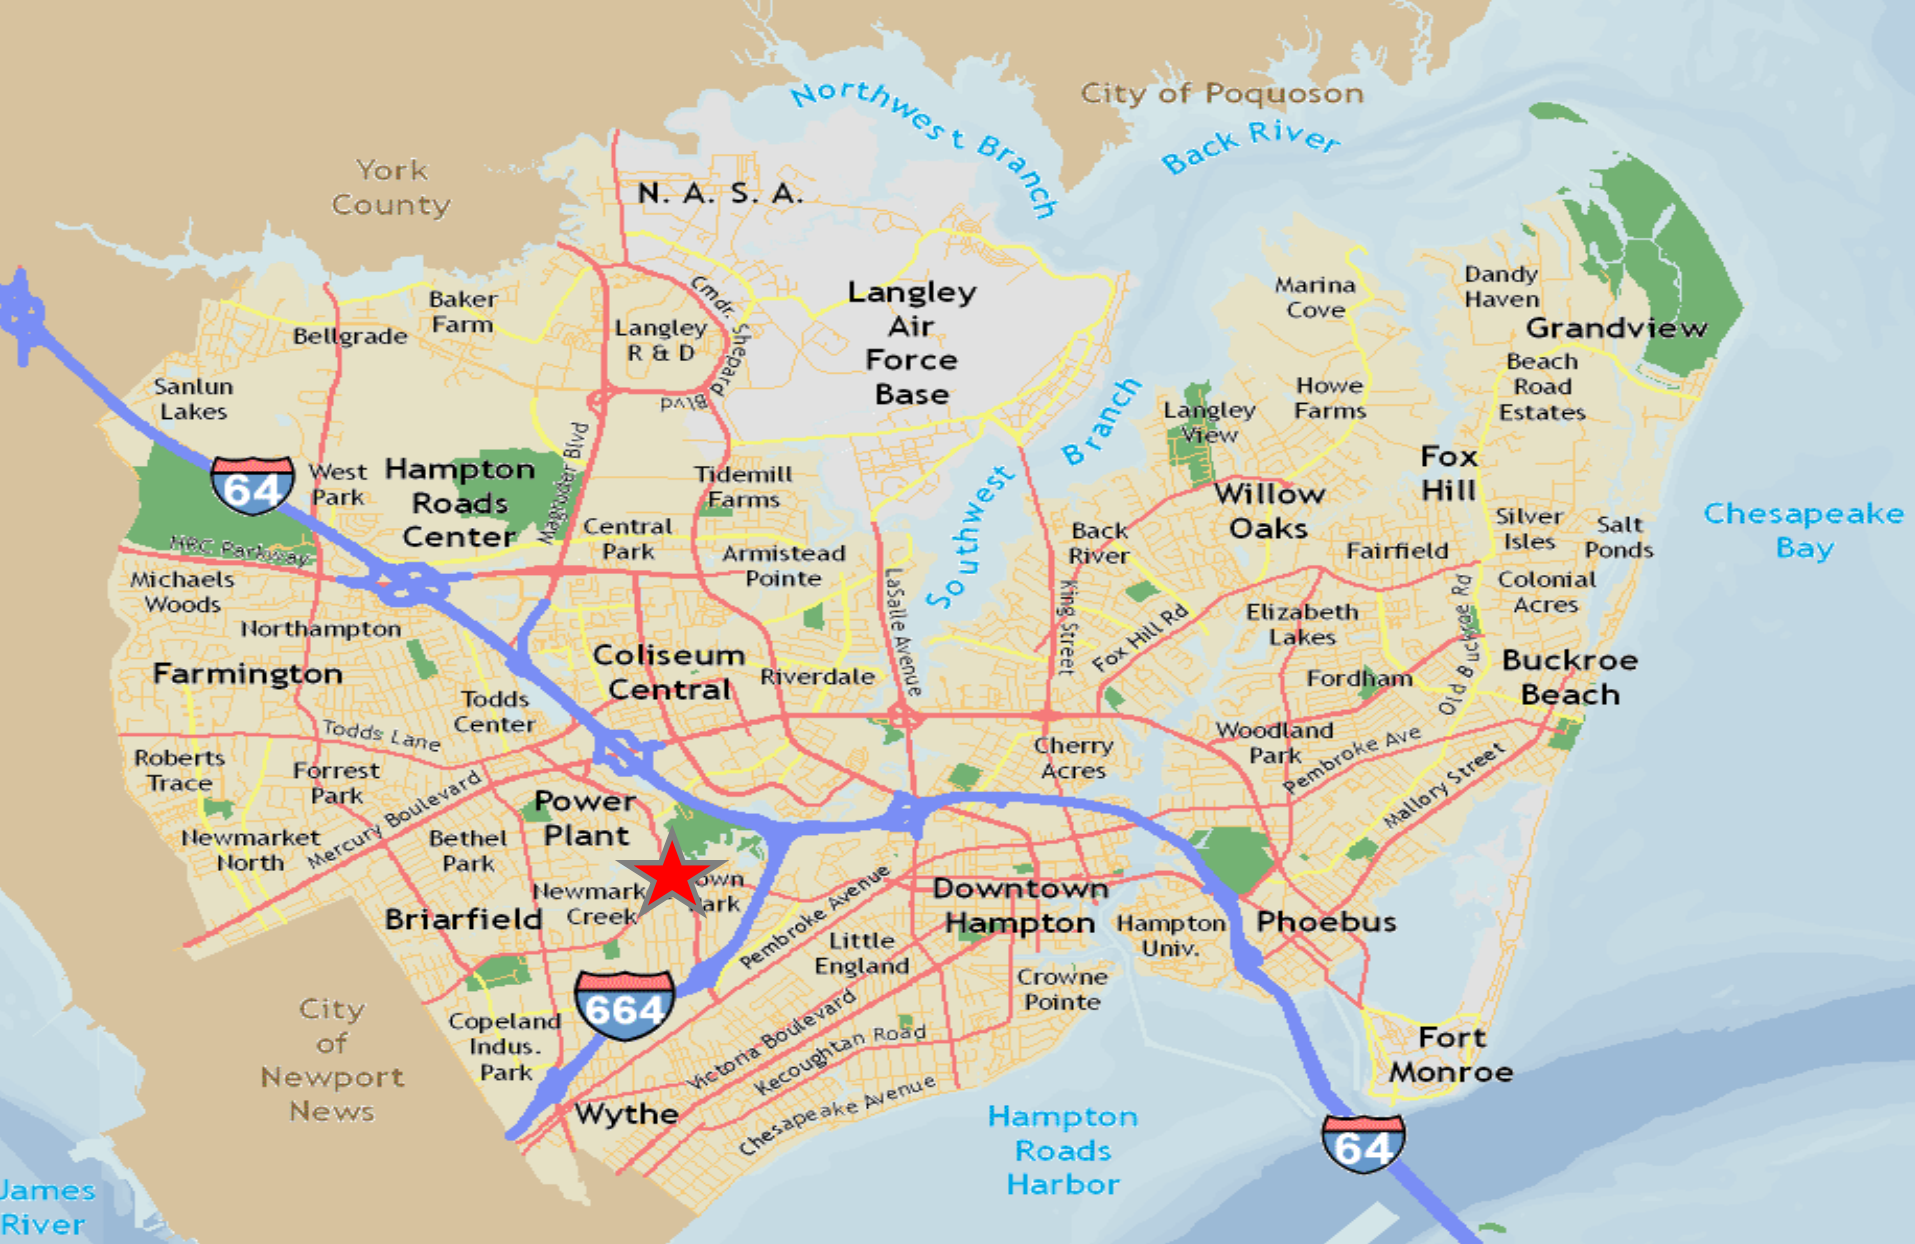 City of Poquoson
Northwest Branch
Back River
York
County
N. A. S. A.
Langley
Air
Force
Base
Cmdr. Shepard
Blvd
Marina
Cove
Dandy
Haven
Grandview
Baker
Farm
Bellgrade
Langley
R & D
Beach
Road
Estates
Sanlun
Lakes
Howe
Farms
Langley
View
Southwest Branch
64
West
Park
Hampton
Roads
Center
Magruder Blvd
Tidemill
Farms
Fox
Hill
Willow
Oaks
Chesapeake
Bay
Central
Park
Armistead
Pointe
Back
River
Fairfield
Silver
Isles
Salt
Ponds
HRC Parkway
Michaels
Woods
Northampton
LaSalle Avenue
King Street
Fox Hill Rd
Elizabeth
Lakes
Colonial
Acres
Old Buckroe Rd
Farmington
Coliseum
Central
Riverdale
Fordham
Buckroe
Beach
Todds
Center
Todds Lane
Woodland
Park
Pembroke Ave
Cherry
Acres
Mallory Street
Roberts
Trace
Forrest
Park
Mercury Boulevard
Power
Plant
Newmarket
North
Bethel
Park
Newmark
Creek
own
ark
Briarfield
Pembroke Avenue
Downtown
Hampton
Hampton
Univ.
Phoebus
Little
England
Crowne
Pointe
664
City
of
Newport
News
Copeland
Indus.
Park
Victoria Boulevard
Kecoughtan Road
Chesapeake Avenue
Wythe
Fort
Monroe
Hampton
Roads
Harbor
64
James
River